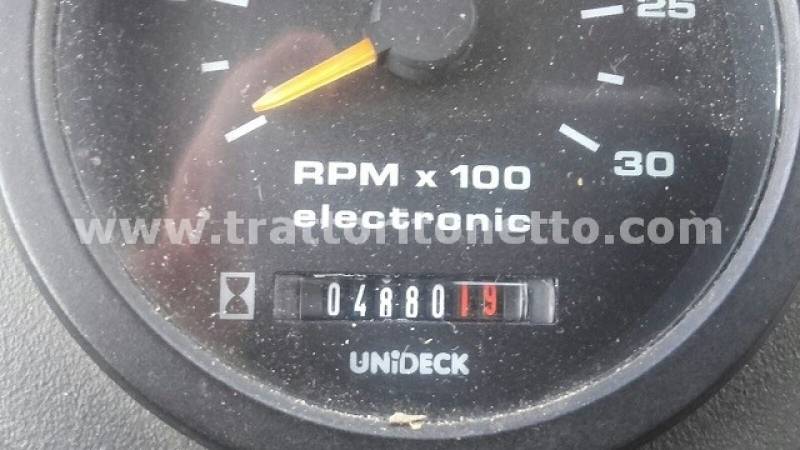 25
30
RPM x 100
electronic
www.trattoritonetto.com
0488019
UNiDECK